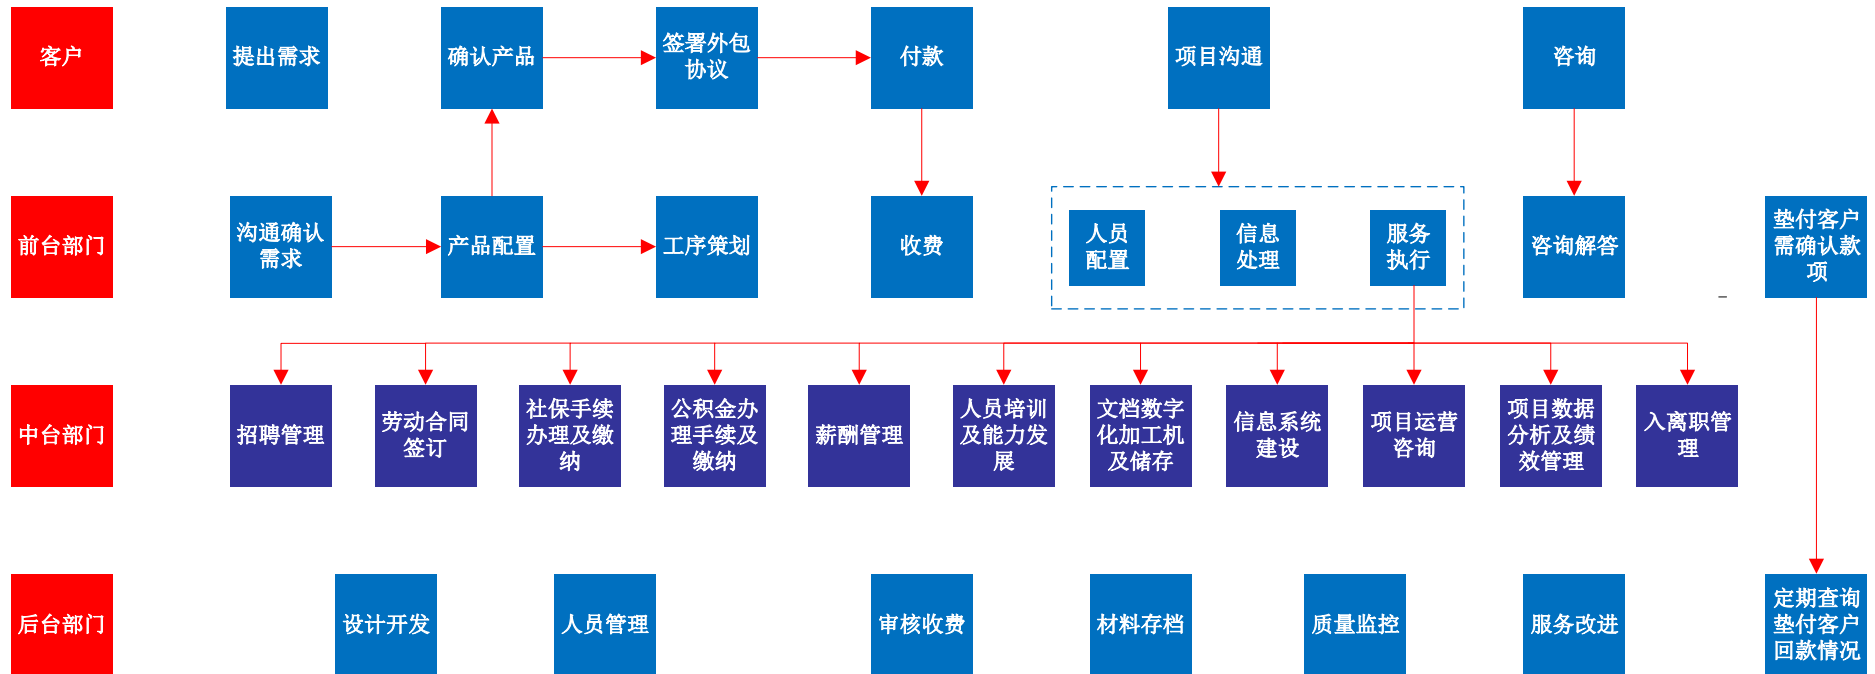 客户
提出需求
确认产品
签署外包
协议
付款
项目沟通
咨询
前台部门
沟通确认
需求
产品配置
工序策划
收费
人员
配置
信息
处理
服务
执行
咨询解答
垫付客户
需确认款
项
中台部门
招聘管理
劳动合同
签订
社保手续
办理及缴
纳
公积金办
理手续及
缴纳
薪酬管理
人员培训
及能力发
展
文档数字
化加工机
及储存
信息系统
建设
项目运营
咨询
项目数据
分析及绩
效管理
入离职管
理
后台部门
设计开发
人员管理
审核收费
材料存档
质量监控
服务改进
定期查询
垫付客户
回款情况